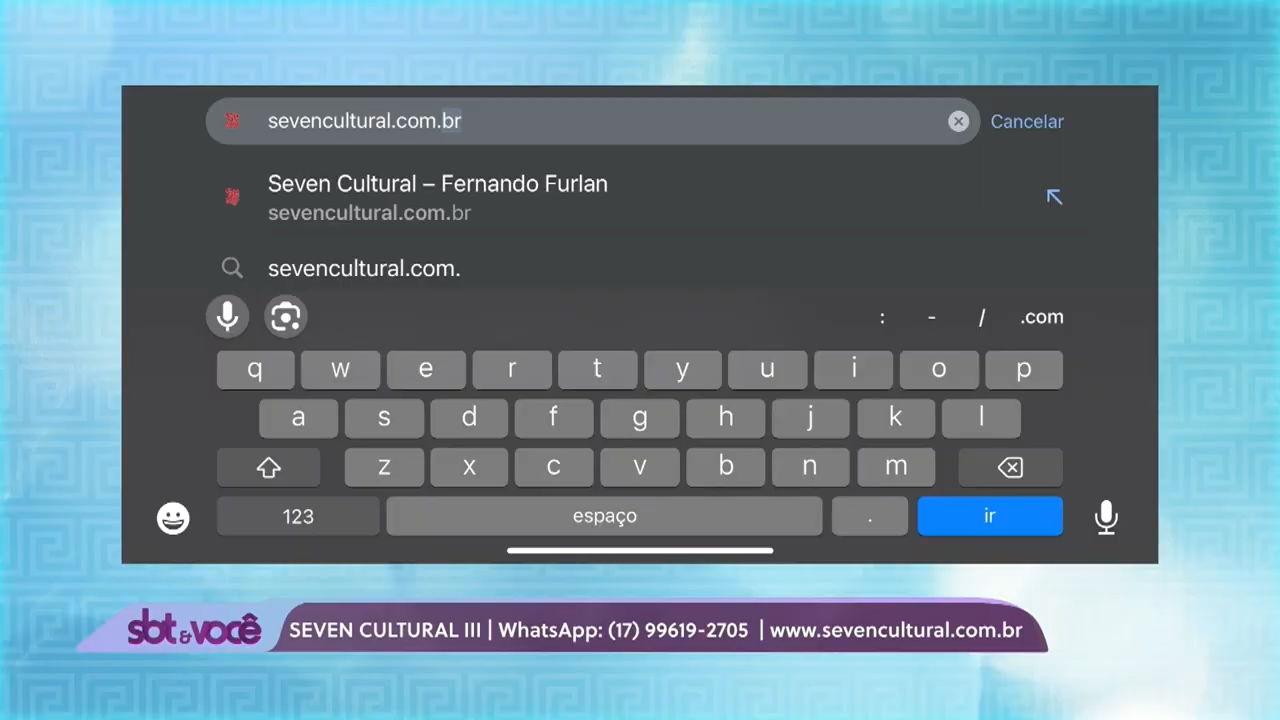 sevencultural.com.br
Cancelar
Seven Cultural – Fernando Furlan
sevencultural.com.br
sevencultural.com.
: - / .com
q w e r t y u i o p
a s d f g h j k l
z x c v b n m
123 espaço . ir
sbt &você
SEVEN CULTURAL III | WhatsApp: (17) 99619-2705 | www.sevencultural.com.br